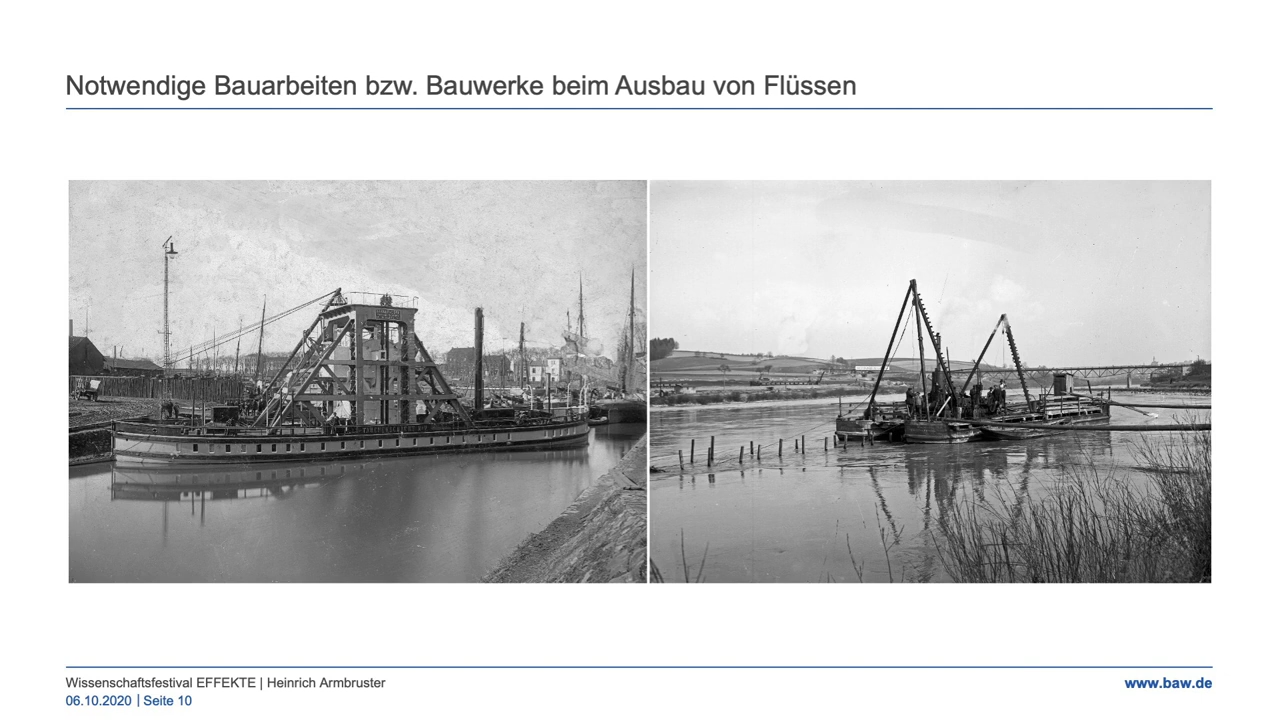 Notwendige Bauarbeiten bzw. Bauwerke beim Ausbau von Flüssen
Wissenschaftsfestival EFFEKTE | Heinrich Armbruster
06.10.2020 | Seite 10
www.baw.de